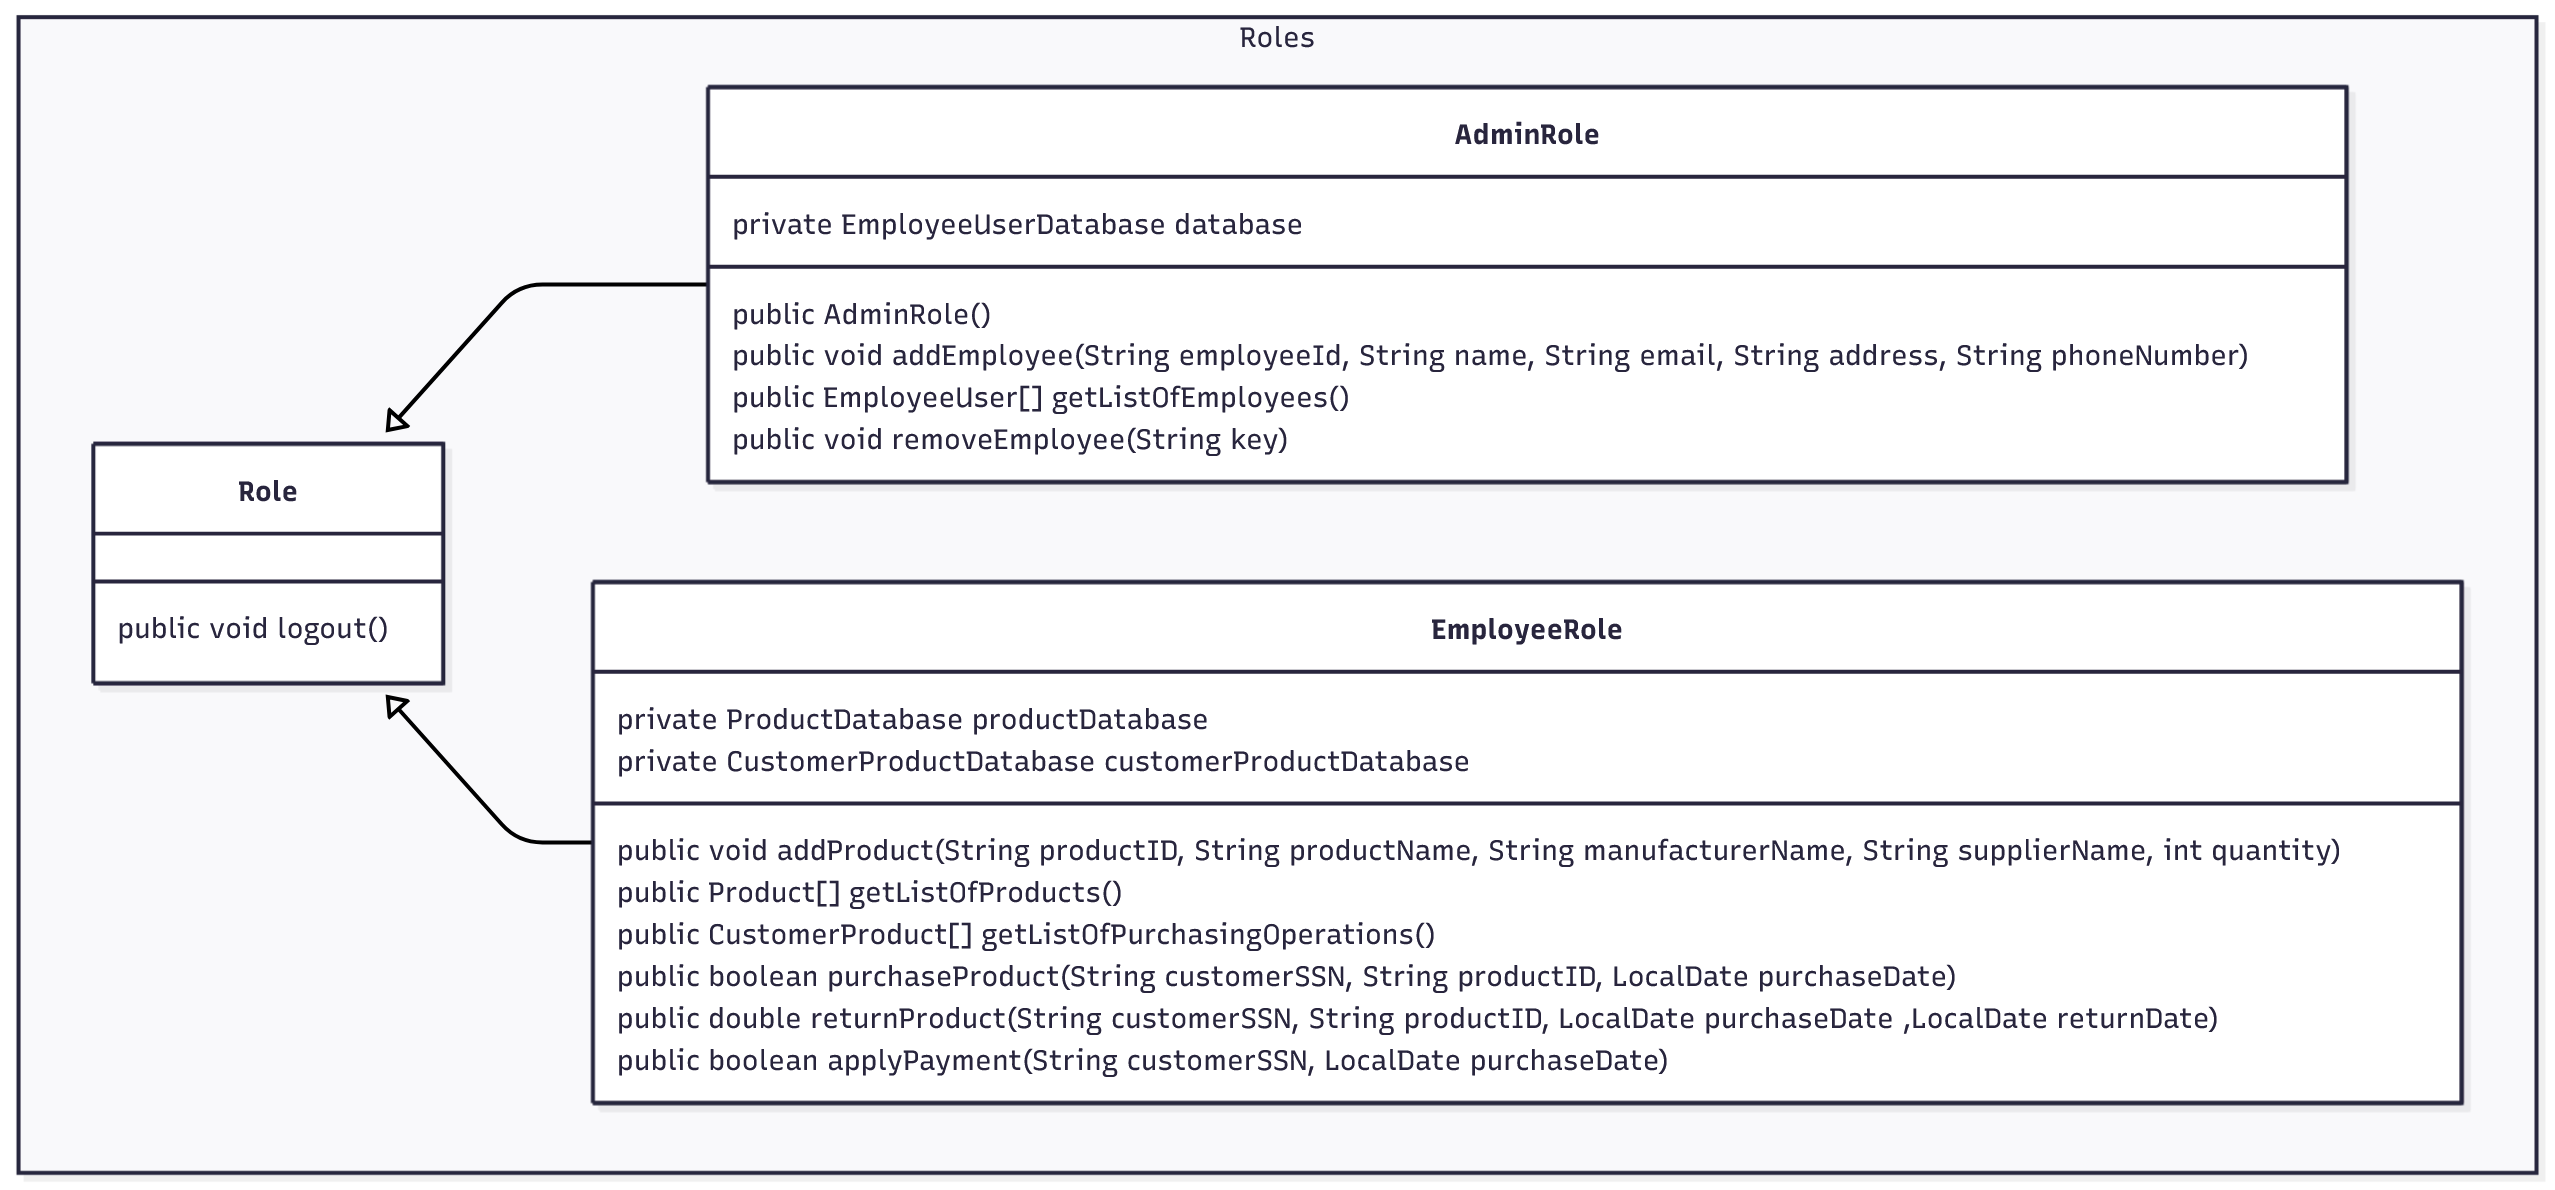 Roles
AdminRole
private EmployeeUserDatabase database
public AdminRole()
public void addEmployee(String employeeId, String name, String email, String address, String phoneNumber)
public EmployeeUser[] getListOfEmployees()
public void removeEmployee(String key)
Role
public void logout()
EmployeeRole
private ProductDatabase productDatabase
private CustomerProductDatabase customerProductDatabase
public void addProduct(String productID, String productName, String manufacturerName, String supplierName, int quantity)
public Product[] getListOfProducts()
public CustomerProduct[] getListOfPurchasingOperations()
public boolean purchaseProduct(String customerSSN, String productID, LocalDate purchaseDate)
public double returnProduct(String customerSSN, String productID, LocalDate purchaseDate ,LocalDate returnDate)
public boolean applyPayment(String customerSSN, LocalDate purchaseDate)